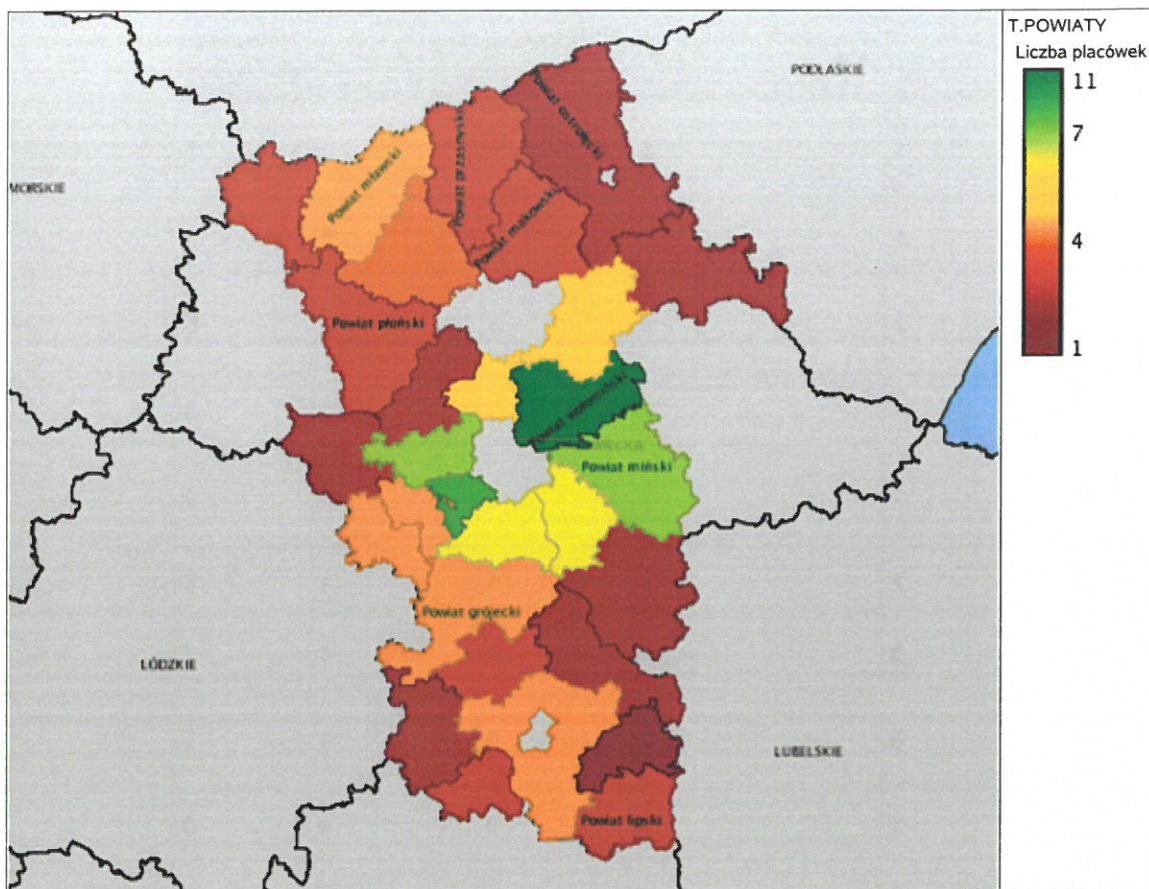 T.POWIATY
Liczba placówek
11
7
4
1
PODLASKIE
MORSKIE
Powiat mławski
Powiat przasnyski
Powiat ostrołęcki
Powiat makowski
Powiat płoński
Powiat wołomiński
Powiat miński
Powiat grójecki
ŁÓDZKIE
LUBELSKIE
Powiat lipski